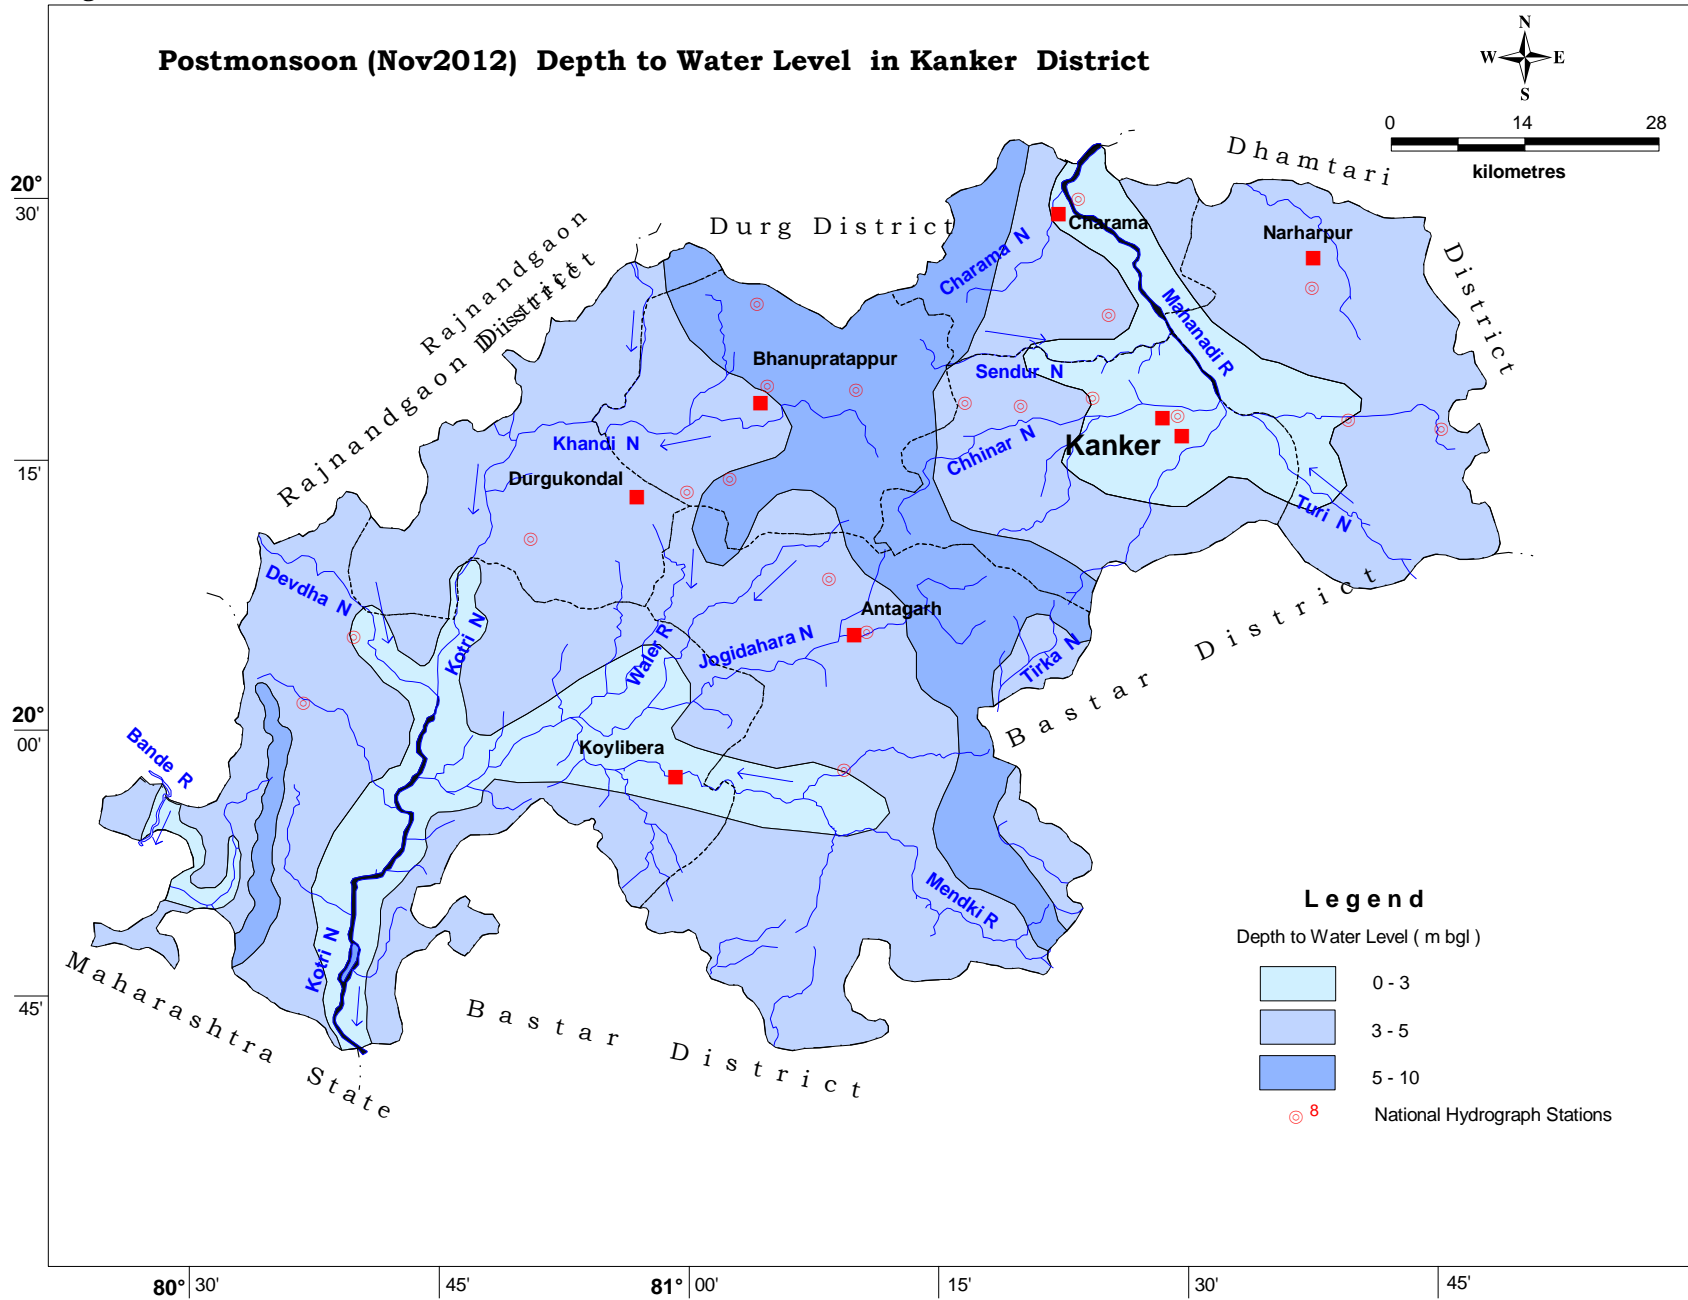 Postmonsoon (Nov2012) Depth to Water Level in Kanker District
N
W E
S
0 14 28
kilometres
20°
30'
15'
20°
00'
45'
80° 30'
45'
81° 00'
15'
30'
45'
Dhamtari
District
Durg District
Rajnandgaon
District
Rajnandgaon District
Maharashtra State
Bastar District
Bastar District
Charama
Narharpur
Bhanupratappur
Kanker
Durgukondal
Antagarh
Koylibera
Charama N
Mahanadi R
Sendur N
Chhinar N
Khandi N
Turi N
Devdha N
Kotri N
Waler R
Jogidahara N
Tirka N
Bande R
Mendki R
Kotri N
Legend
Depth to Water Level ( m bgl )
0 - 3
3 - 5
5 - 10
8 National Hydrograph Stations